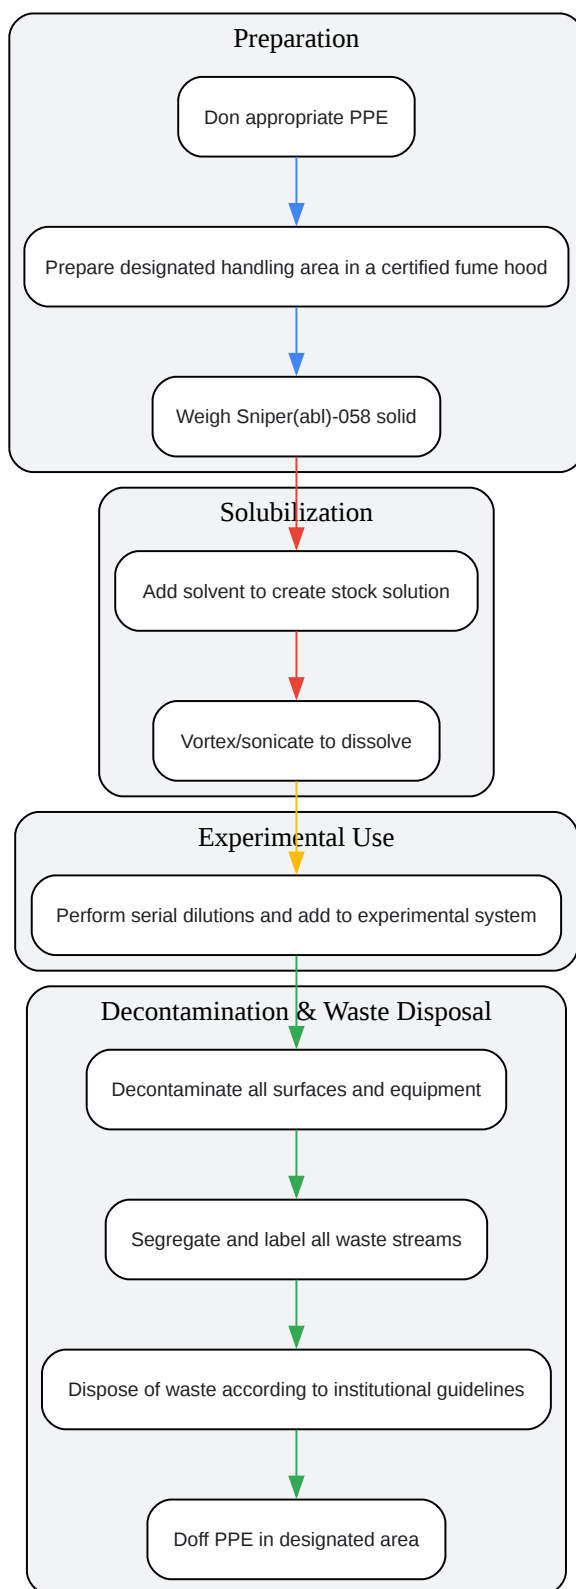 Preparation
Don appropriate PPE
Prepare designated handling area in a certified fume hood
Weigh Sniper(abl)-058 solid
Solubilization
Add solvent to create stock solution
Vortex/sonicate to dissolve
Experimental Use
Perform serial dilutions and add to experimental system
Decontamination & Waste Disposal
Decontaminate all surfaces and equipment
Segregate and label all waste streams
Dispose of waste according to institutional guidelines
Doff PPE in designated area